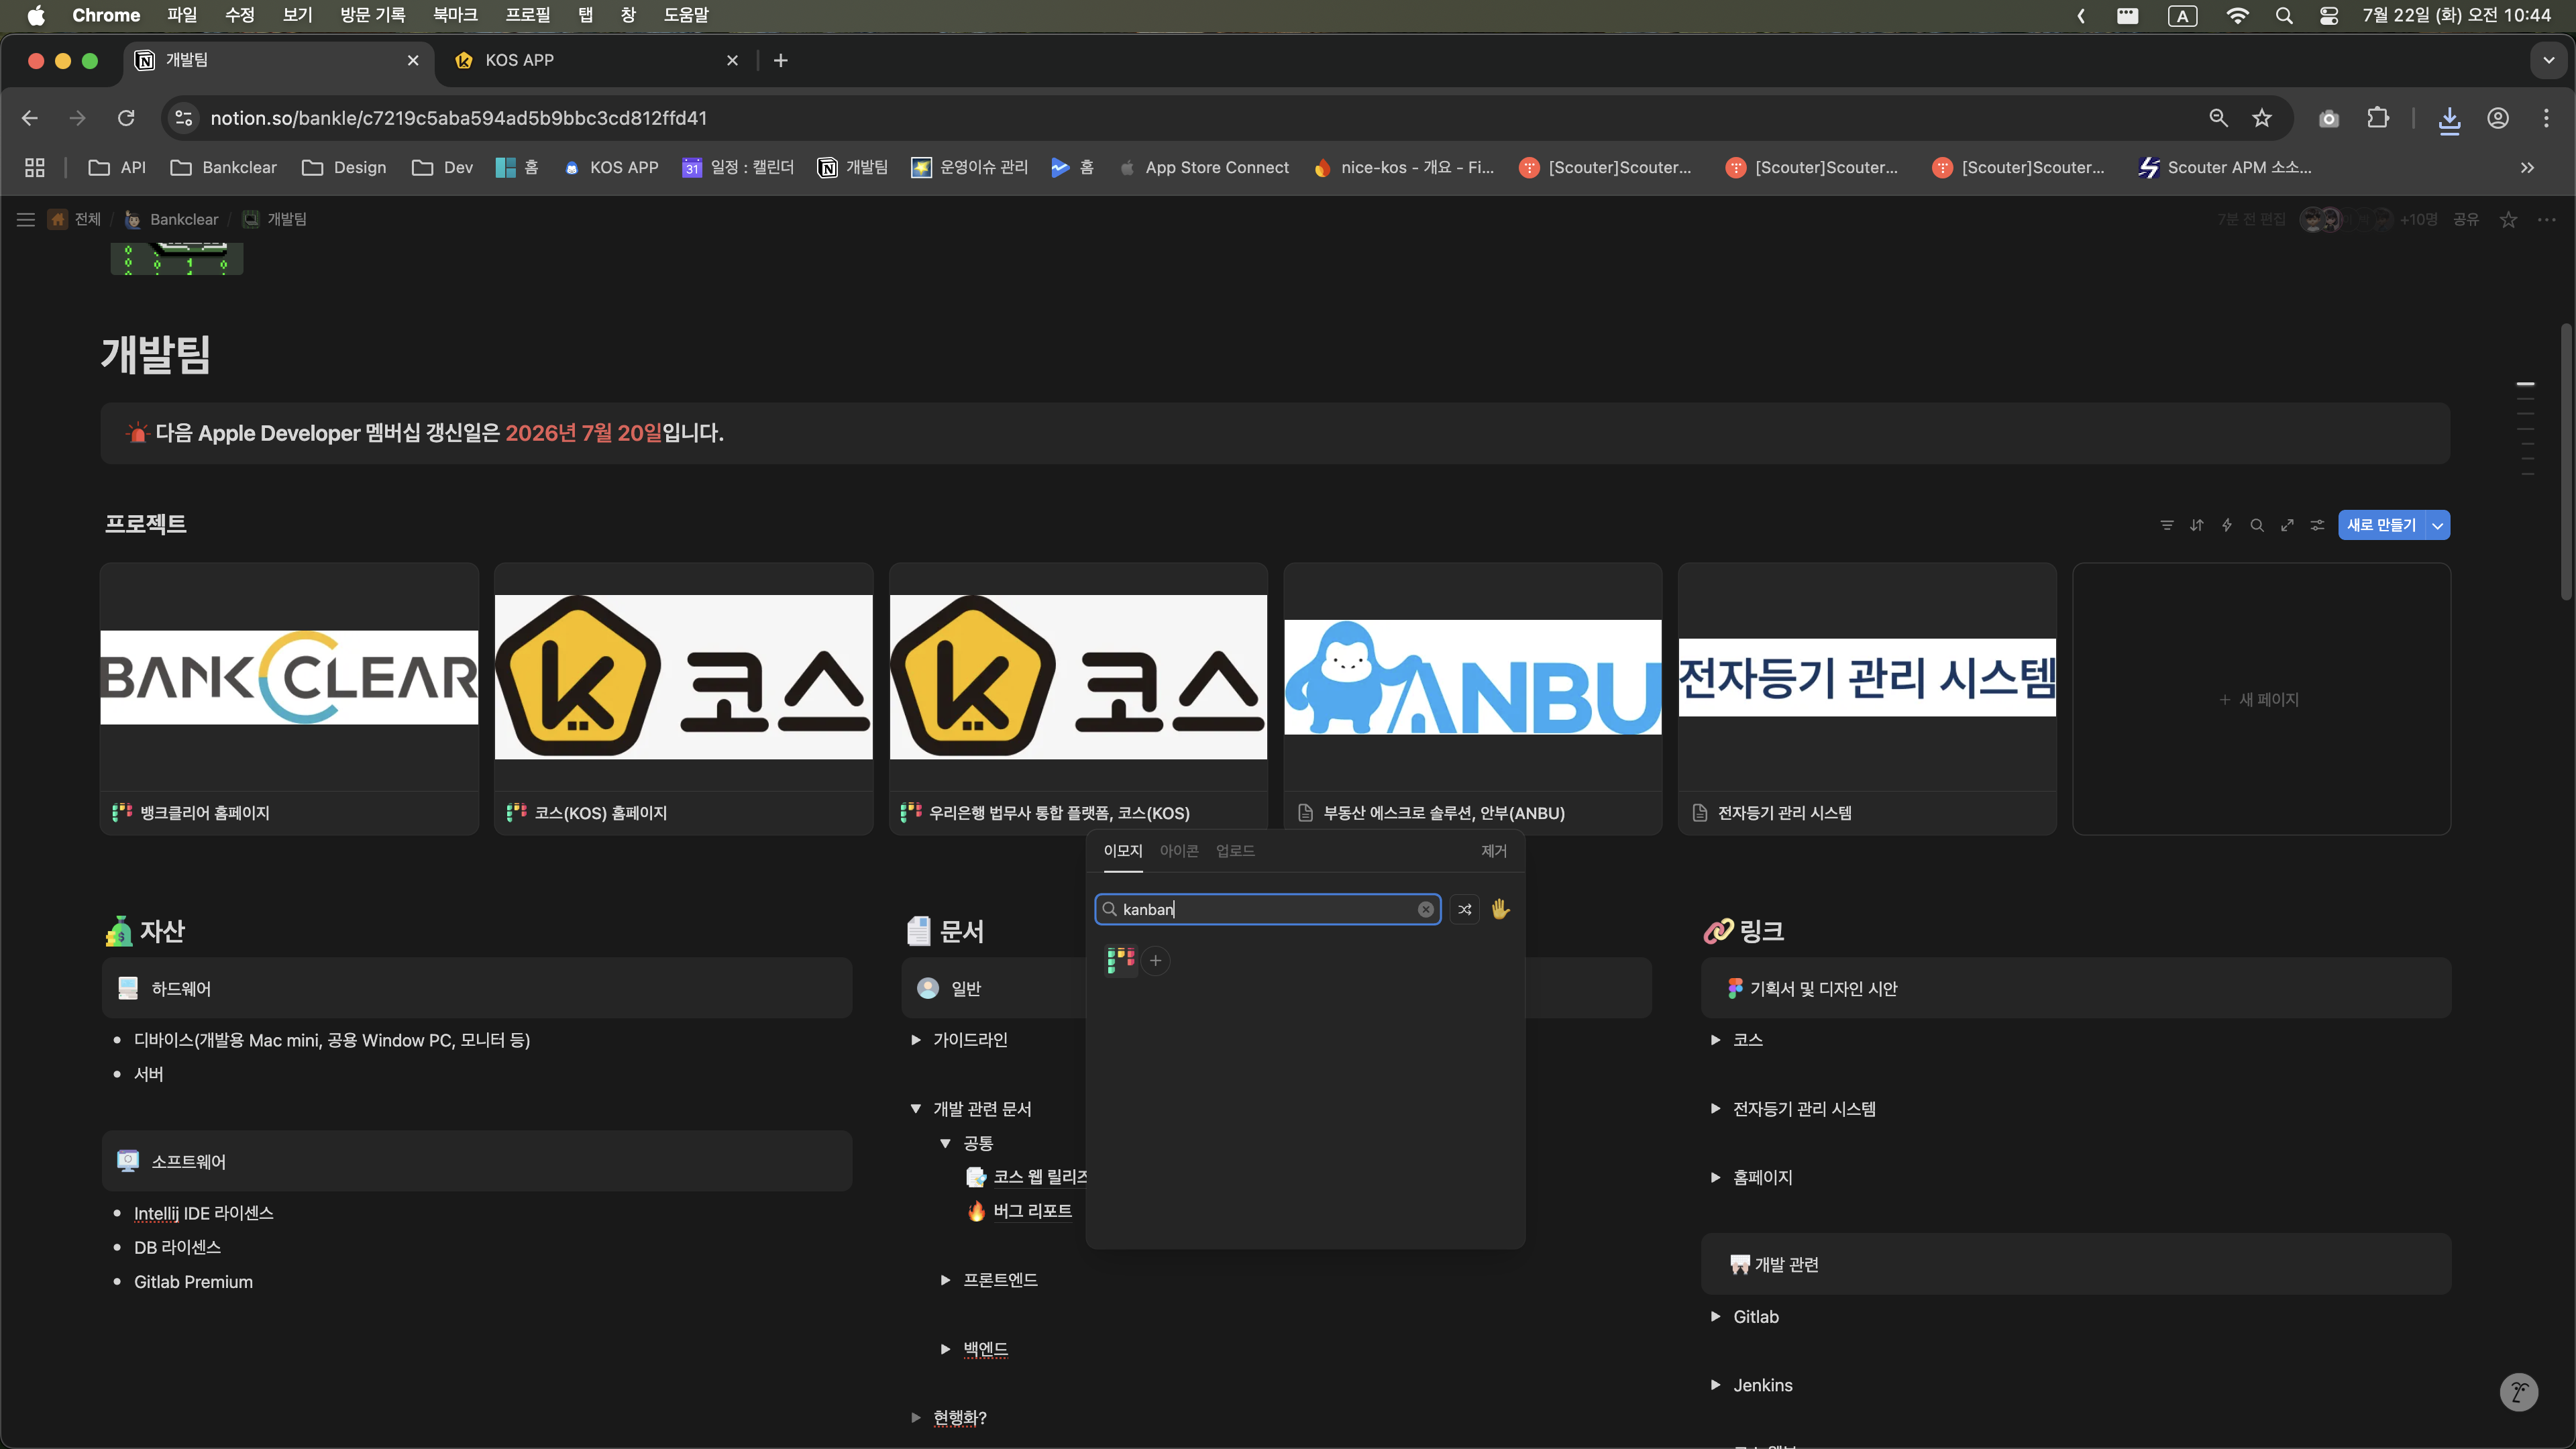 Chrome 파일 수정 보기 방문 기록 북마크 프로필 탭 창 도움말 A 7월 22일 (화) 오전 10:44
개발팀 KOS APP
notion.so/bankle/c7219c5aba594ad5b9bbc3cd812ffd41
API Bankclear Design Dev 홈 KOS APP 31 일정 : 캘린더 개발팀 운영이슈 관리 홈 App Store Connect nice-kos - 개요 - Fi... [Scouter]Scouter... [Scouter]Scouter... [Scouter]Scouter... Scouter APM 소소...
전체 / Bankclear / 개발팀 7분 전 편집 +10명 공유
개발팀
다음 Apple Developer 멤버십 갱신일은 2026년 7월 20일입니다.
프로젝트 새로 만들기
BANKCLEAR
k 코스
k 코스
ANBU
전자등기 관리 시스템
+ 새 페이지
뱅크클리어 홈페이지
코스(KOS) 홈페이지
우리은행 법무사 통합 플랫폼, 코스(KOS)
부동산 에스크로 솔루션, 안부(ANBU)
전자등기 관리 시스템
이모지 아이콘 업로드 제거
kanban
자산
하드웨어
디바이스(개발용 Mac mini, 공용 Window PC, 모니터 등)
서버
소프트웨어
Intellij IDE 라이센스
DB 라이센스
Gitlab Premium
문서
일반
가이드라인
개발 관련 문서
공통
코스 웹 릴리즈
버그 리포트
프론트엔드
백엔드
현행화?
링크
기획서 및 디자인 시안
코스
전자등기 관리 시스템
홈페이지
개발 관련
Gitlab
Jenkins